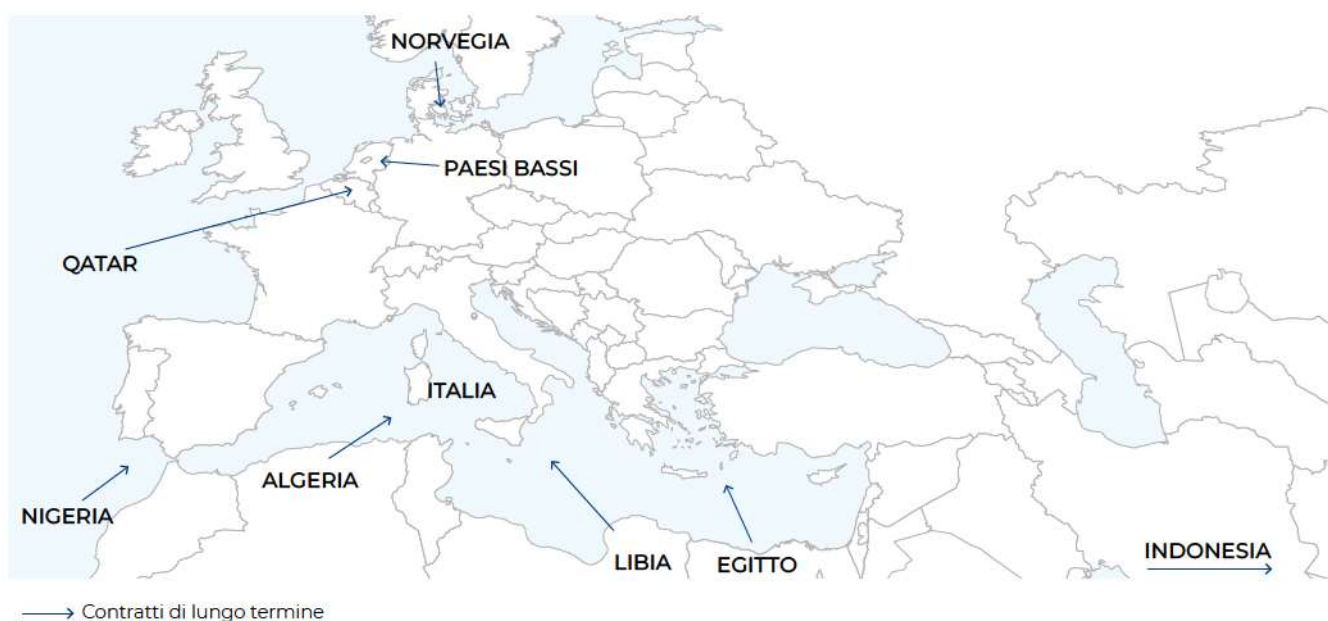 NORVEGIA
PAESI BASSI
QATAR
ITALIA
ALGERIA
NIGERIA
LIBIA
EGITTO
INDONESIA
Contratti di lungo termine